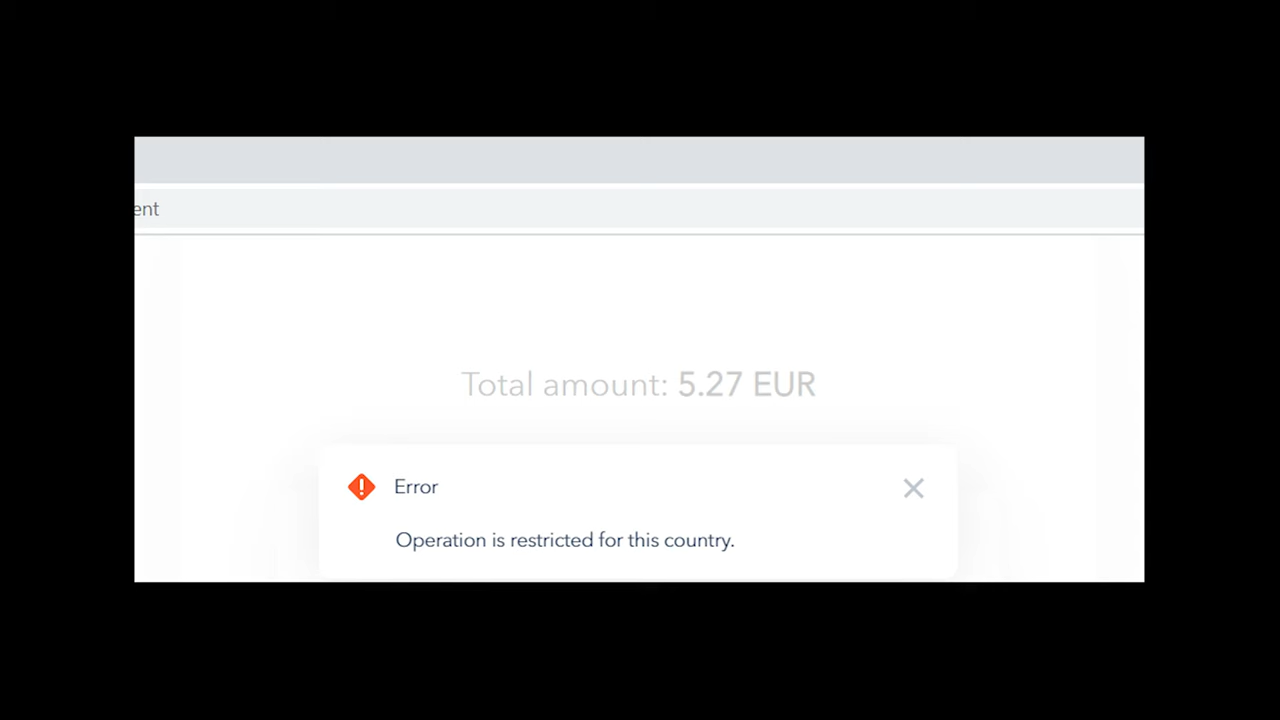 ent
Total amount: 5.27 EUR
Error
Operation is restricted for this country.